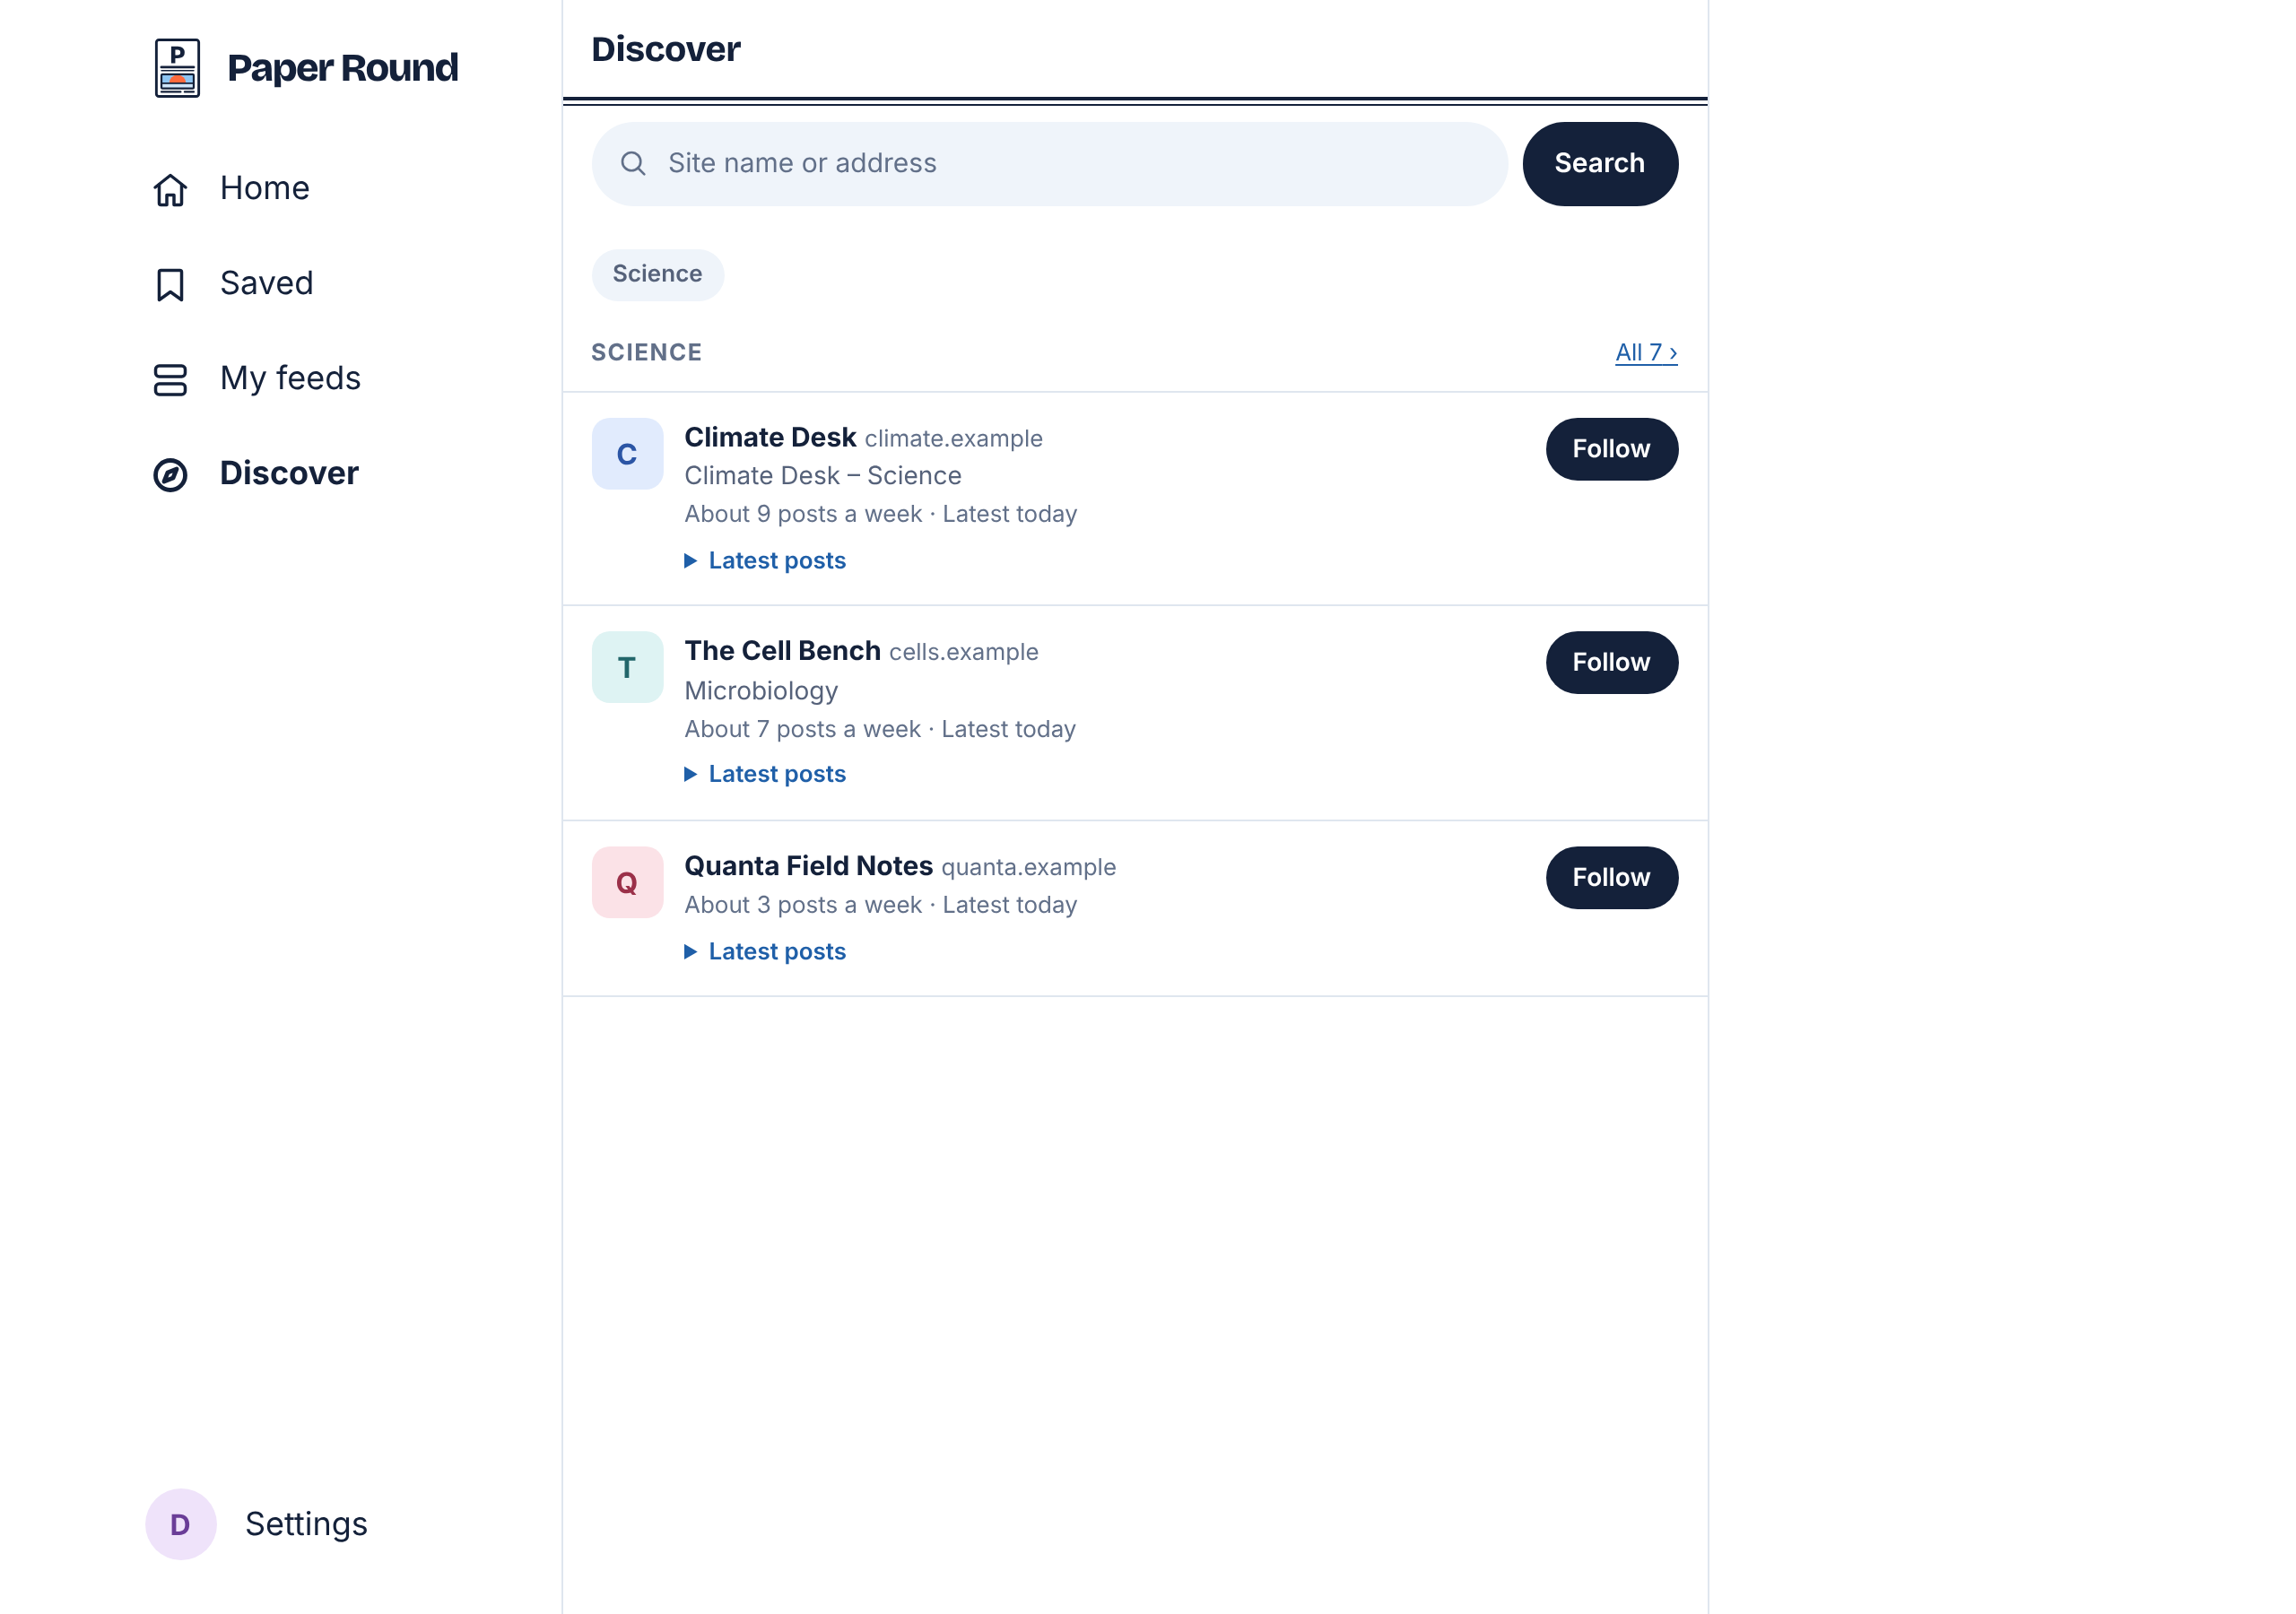 P
Paper Round
Home
Saved
My feeds
Discover
D
Settings
Discover
Site name or address
Search
Science
SCIENCE
All 7 ›
C
Climate Desk climate.example
Follow
Climate Desk – Science
About 9 posts a week · Latest today
Latest posts
T
The Cell Bench cells.example
Follow
Microbiology
About 7 posts a week · Latest today
Latest posts
Q
Quanta Field Notes quanta.example
Follow
About 3 posts a week · Latest today
Latest posts